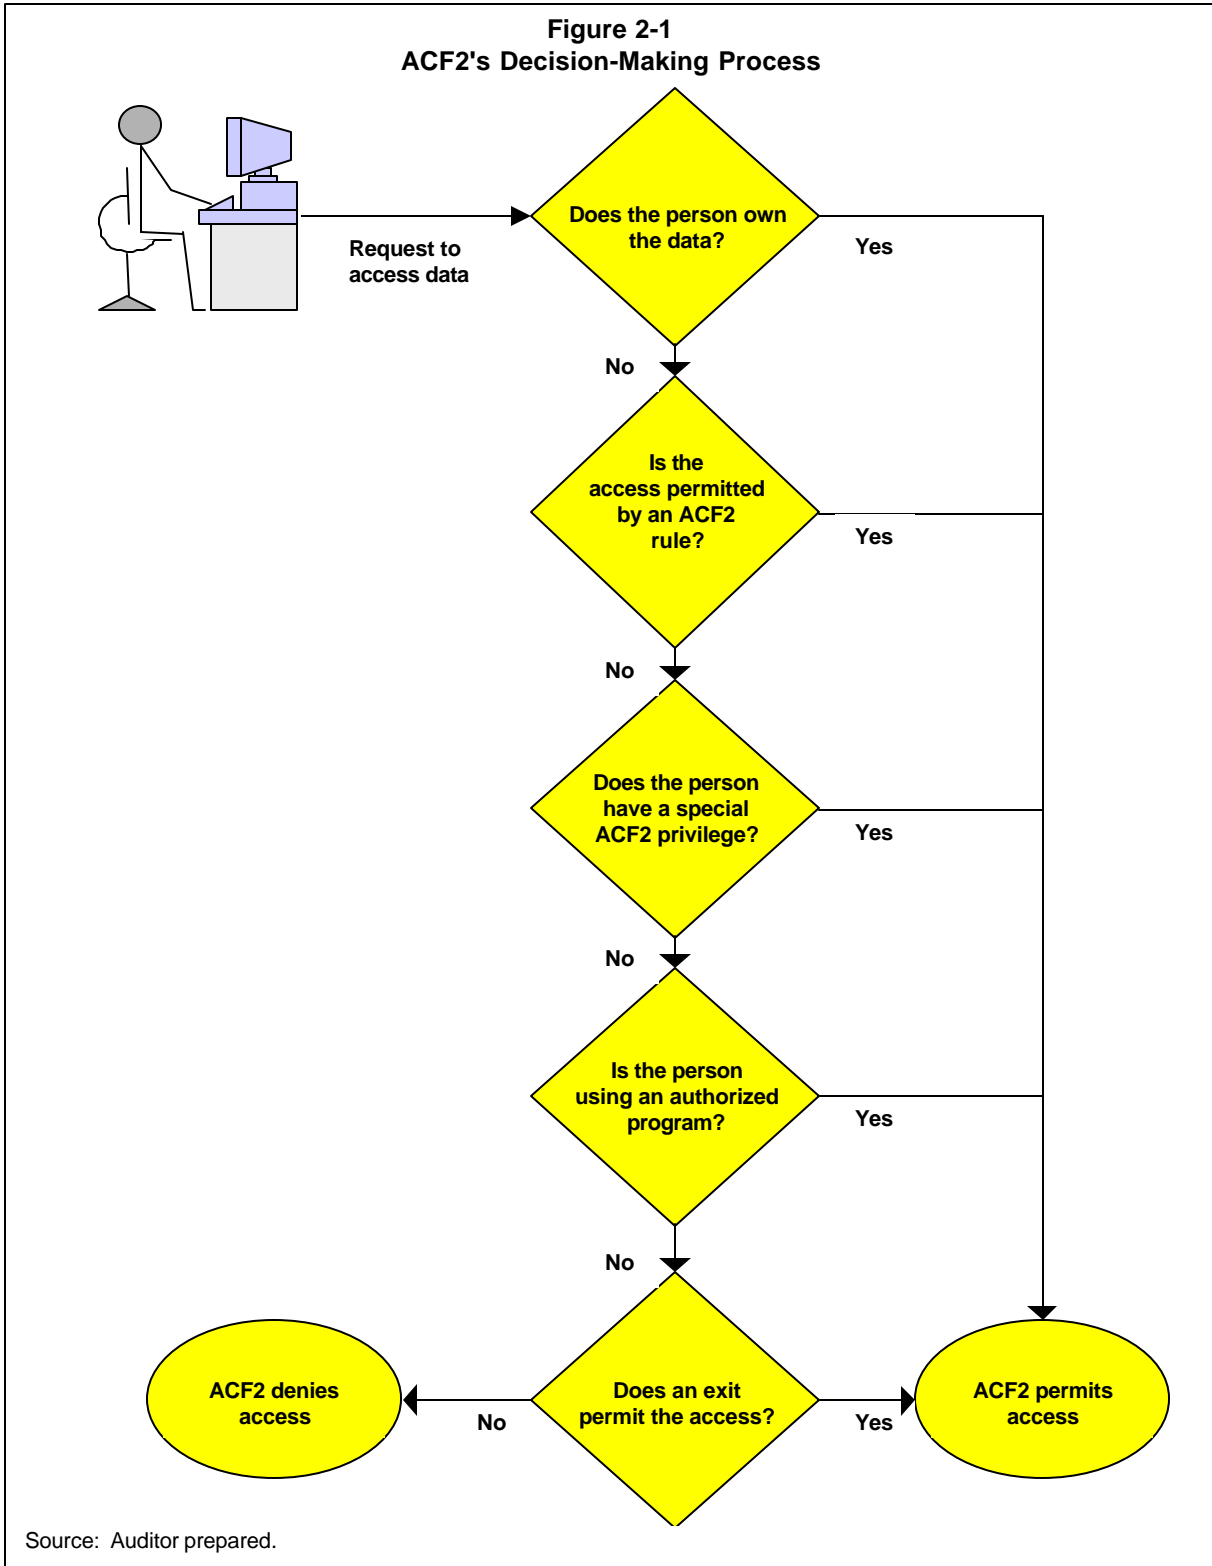 Figure 2-1
ACF2's Decision-Making Process
Does the person own
the data?
Yes
Request to
access data
No
Is the
access permitted
by an ACF2
rule?
Yes
No
Does the person
have a special
ACF2 privilege?
Yes
No
Is the person
using an authorized
program?
Yes
No
ACF2 denies
access
No
Does an exit
permit the access?
Yes
ACF2 permits
access
Source: Auditor prepared.